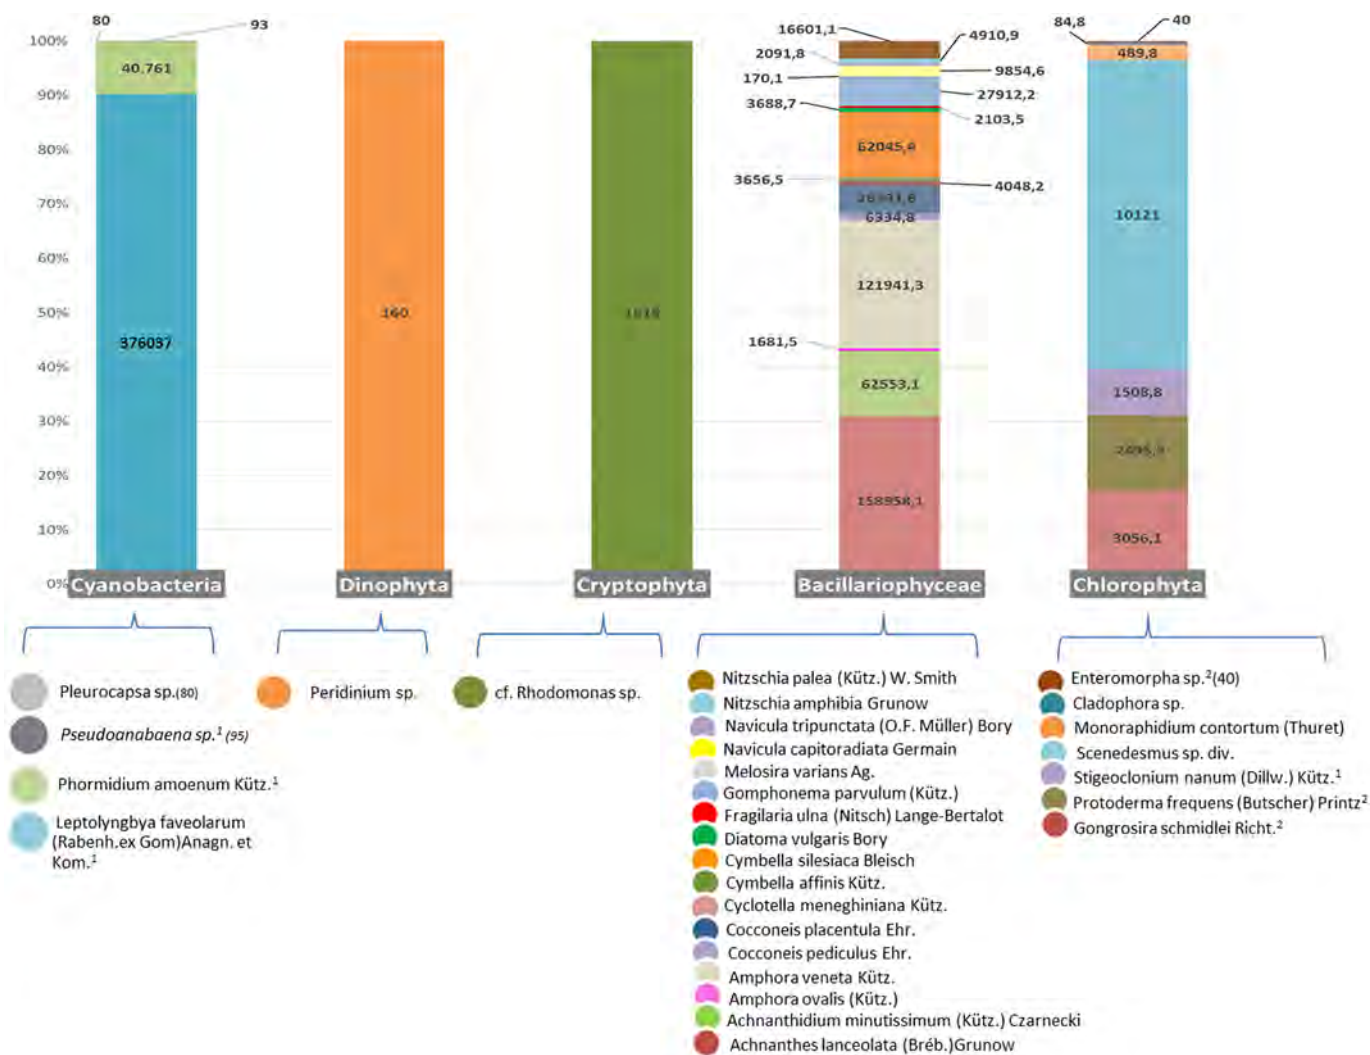 80
93
16601,1
4910,9
84,8
40
100%
40.761
2091,8
9854,6
489,8
90%
170,1
27912,2
3688,7
2103,5
80%
62045,4
3656,5
4048,2
70%
6334,8
10121
60%
121941,3
50%
160
376037
1681,5
40%
62553,1
1508,8
30%
20%
158958,1
10%
3056,1
0%
Cyanobacteria
Dinophyta
Cryptophyta
Bacillariophyceae
Chlorophyta
Pleurocapsa sp.(80)
Pseudoanabaena sp.¹ (95)
Phormidium amoenum Kütz.¹
Leptolyngbya faveolarum
(Rabenh.ex Gom)Anagn. et
Kom.¹
Peridinium sp.
cf. Rhodomonas sp.
Nitzschia palea (Kütz.) W. Smith
Nitzschia amphibia Grunow
Navicula tripunctata (O.F. Müller) Bory
Navicula capitoradiata Germain
Melosira varians Ag.
Gomphonema parvulum (Kütz.)
Fragilaria ulna (Nitsch) Lange-Bertalot
Diatoma vulgaris Bory
Cymbella silesiaca Bleisch
Cymbella affinis Kütz.
Cyclotella meneghiniana Kütz.
Cocconeis placentula Ehr.
Cocconeis pediculus Ehr.
Amphora veneta Kütz.
Amphora ovalis (Kütz.)
Achnanthidium minutissimum (Kütz.) Czarnecki
Achnanthes lanceolata (Bréb.)Grunow
Enteromorpha sp.²(40)
Cladophora sp.
Monoraphidium contortum (Thuret)
Scenedesmus sp. div.
Stigeoclonium nanum (Dillw.) Kütz.¹
Protoderma frequens (Butscher) Printz²
Gongrosira schmidlei Richt.²